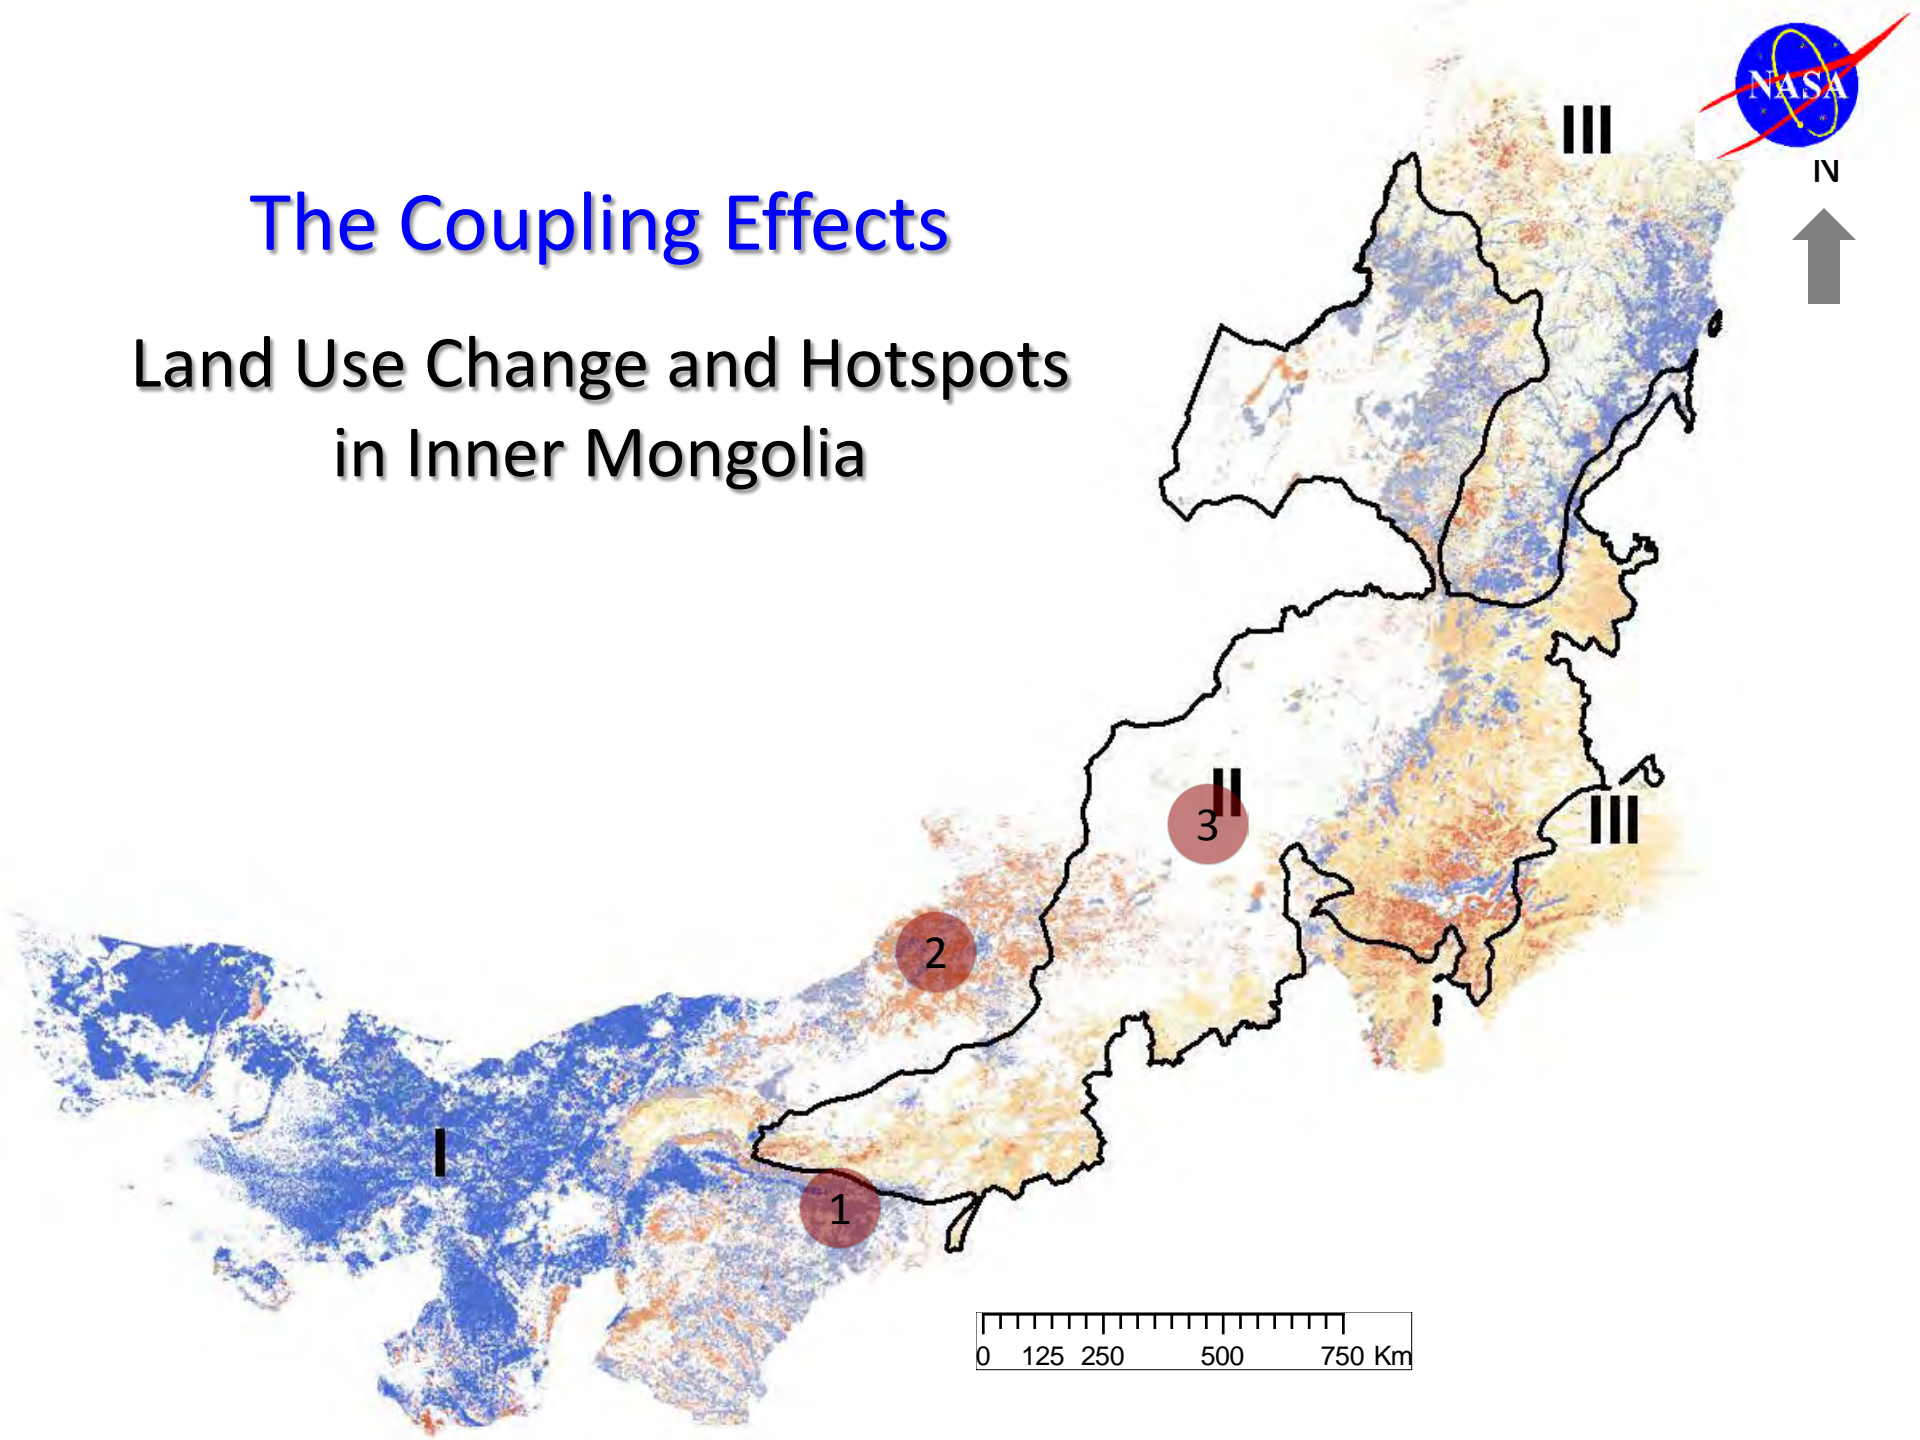 NASA
III
N
The Coupling Effects
Land Use Change and Hotspots
in Inner Mongolia
II
3
III
2
I
1
0 125 250 500 750 Km